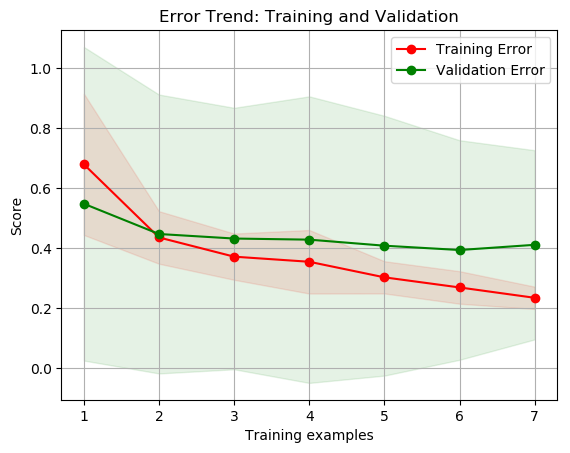 Error Trend: Training and Validation
Training Error
Validation Error
Score
1.0
0.8
0.6
0.4
0.2
0.0
1 2 3 4 5 6 7
Training examples